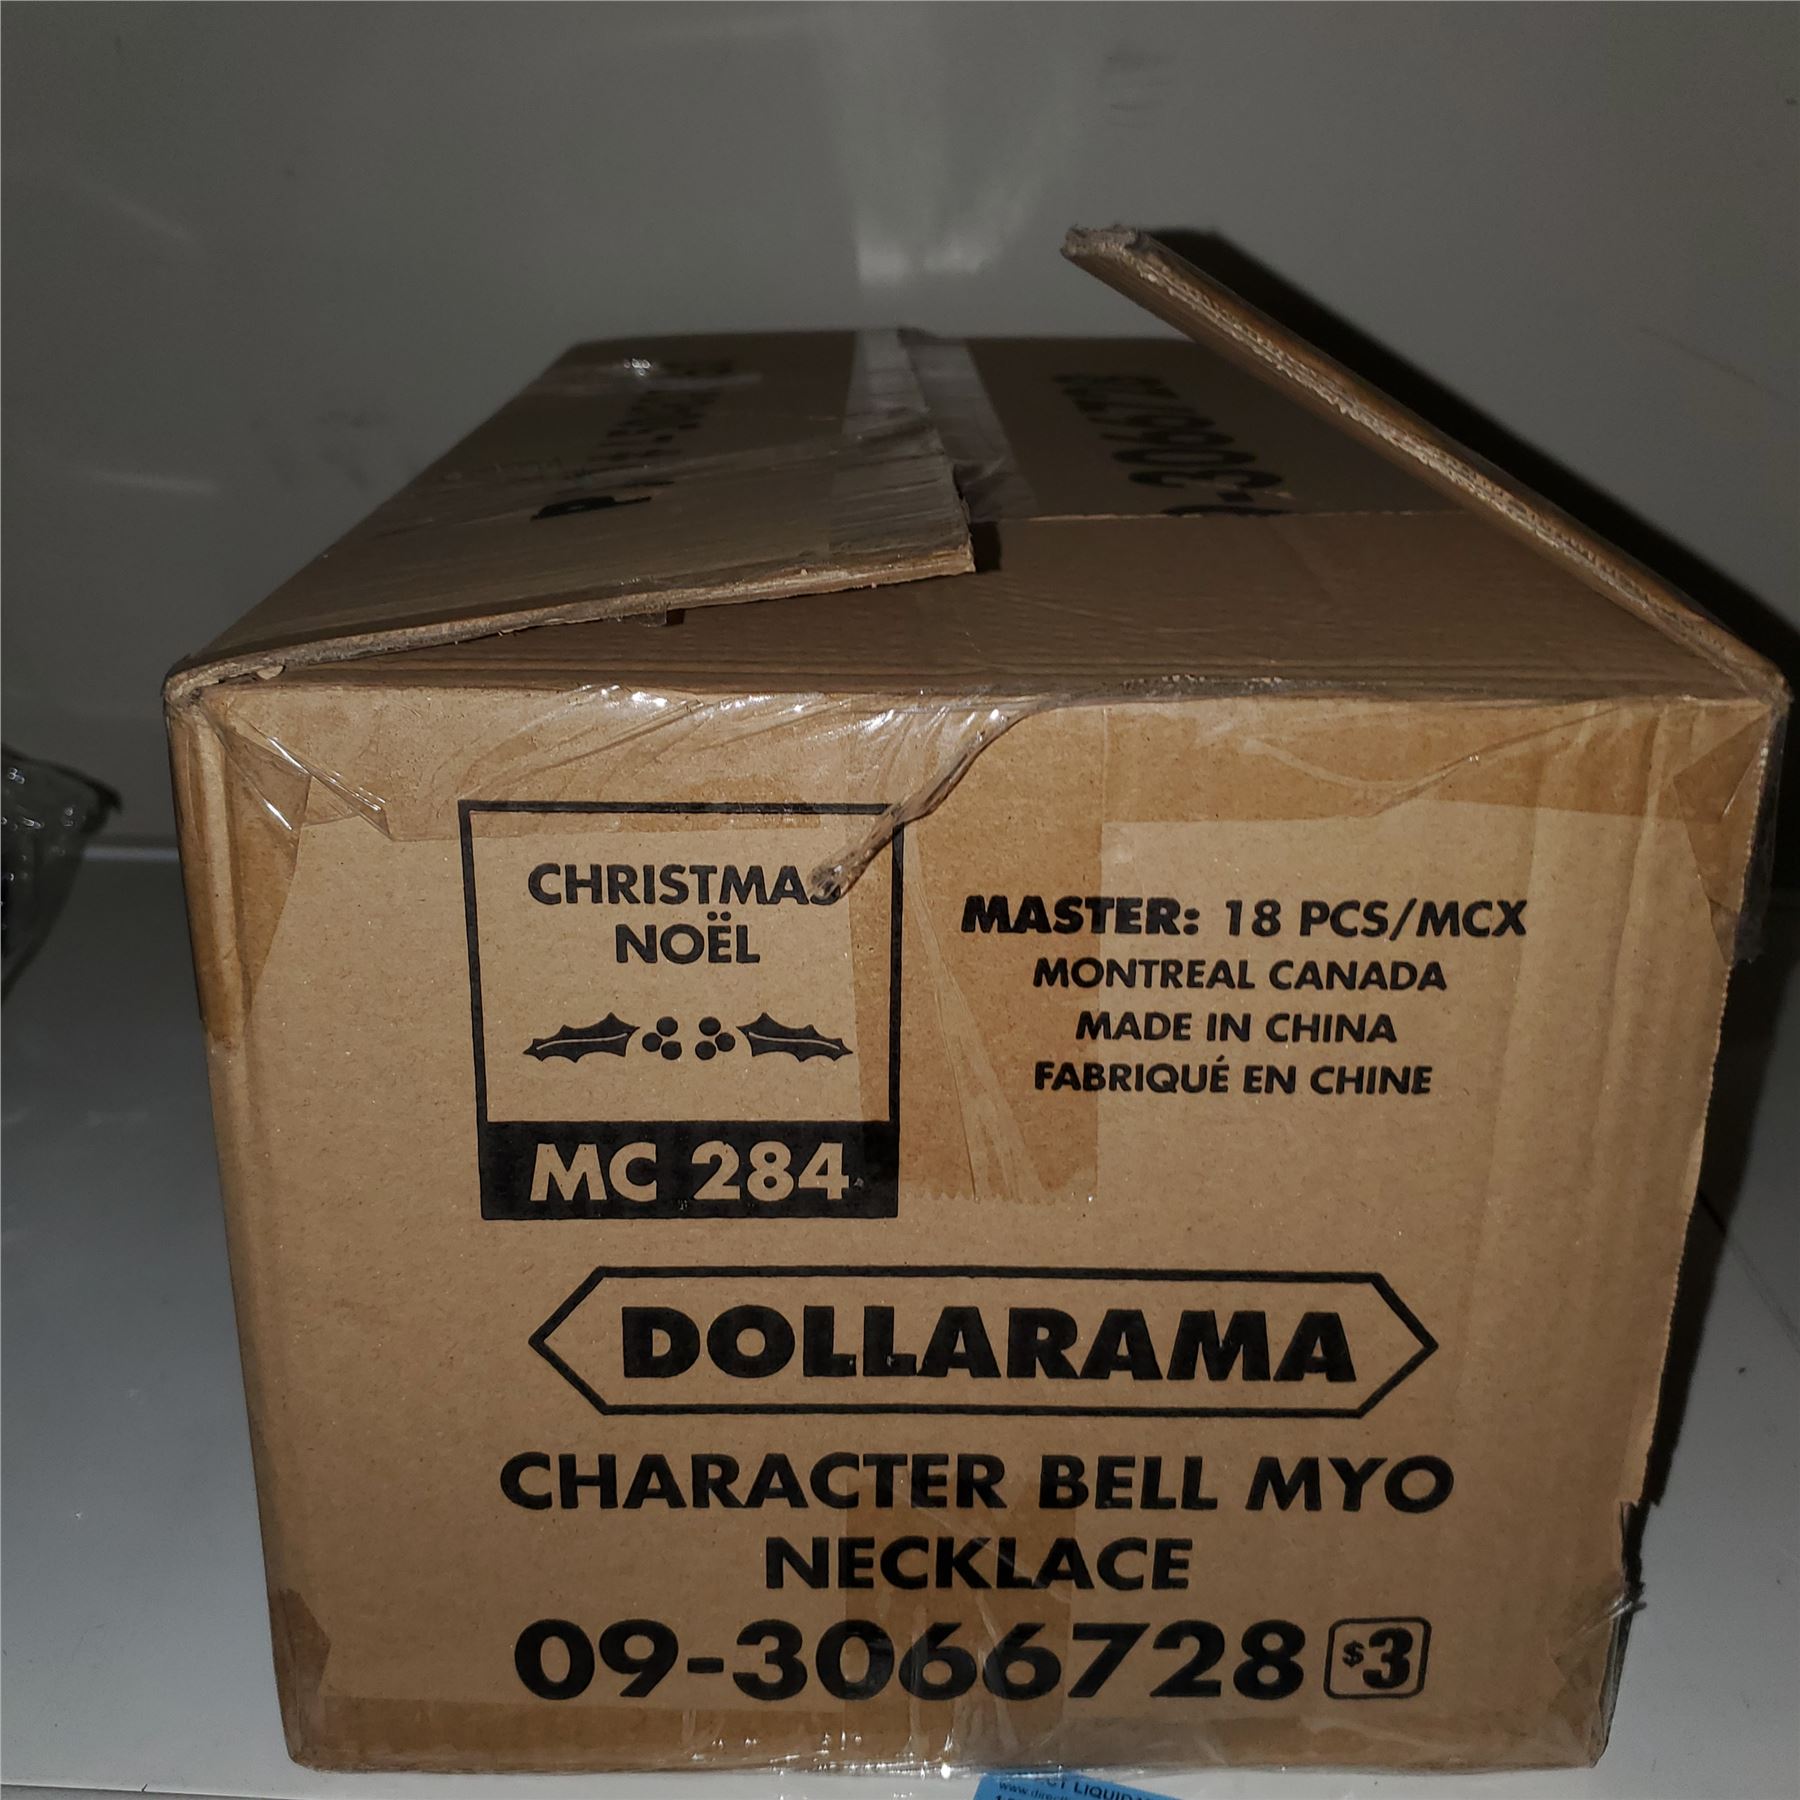 CHRISTMAS
NOËL
MC 284
MASTER: 18 PCS/MCX
MONTREAL CANADA
MADE IN CHINA
FABRIQUÉ EN CHINE
DOLLARAMA
CHARACTER BELL MYO
NECKLACE
09-3066728 $3